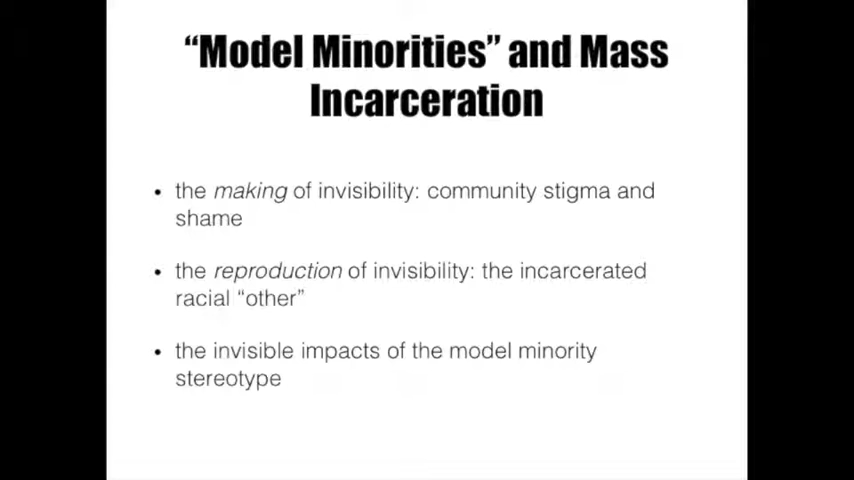 “Model Minorities” and Mass
Incarceration
• the making of invisibility: community stigma and
shame
• the reproduction of invisibility: the incarcerated
racial “other”
• the invisible impacts of the model minority
stereotype